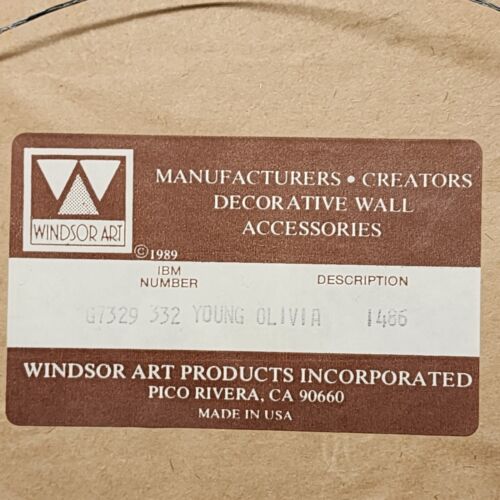 WINDSOR ART
©1989
MANUFACTURERS • CREATORS
DECORATIVE WALL
ACCESSORIES
IBM
NUMBER
DESCRIPTION
G7329 332 YOUNG OLIVIA 1486
WINDSOR ART PRODUCTS INCORPORATED
PICO RIVERA, CA 90660
MADE IN USA